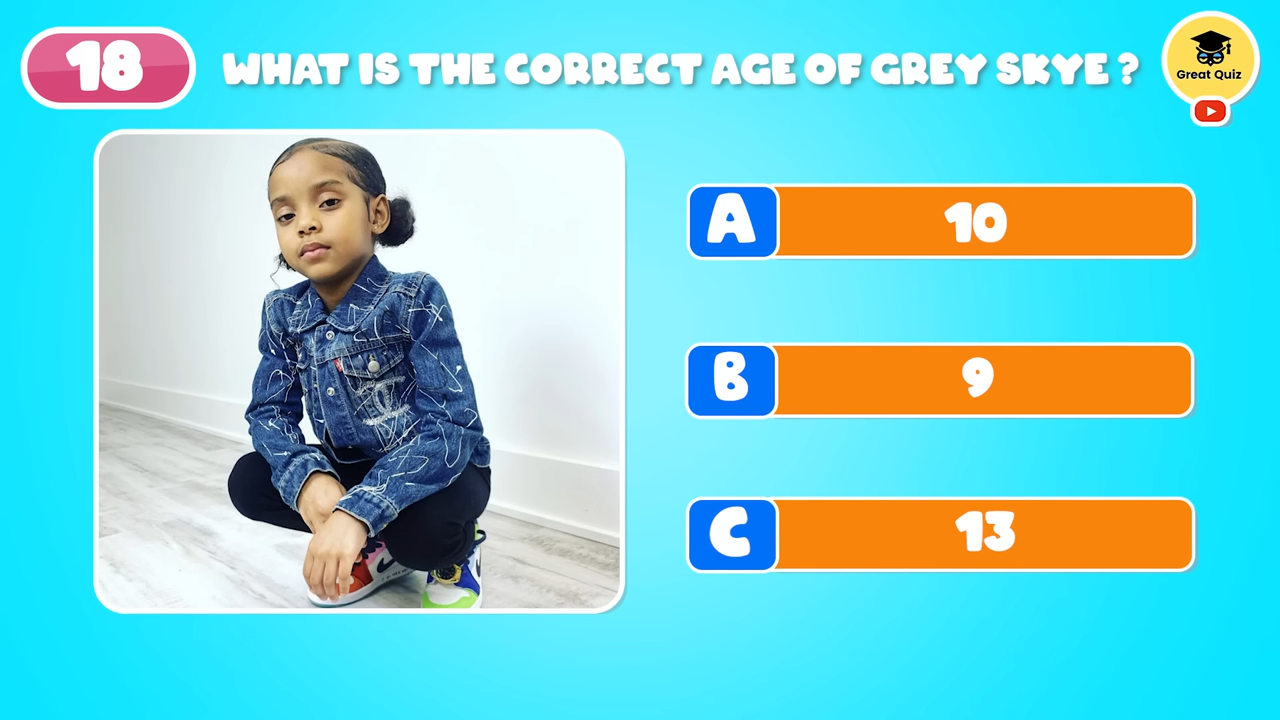 18
WHAT IS THE CORRECT AGE OF GREY SKYE ?
Great Quiz
A
10
B
9
C
13